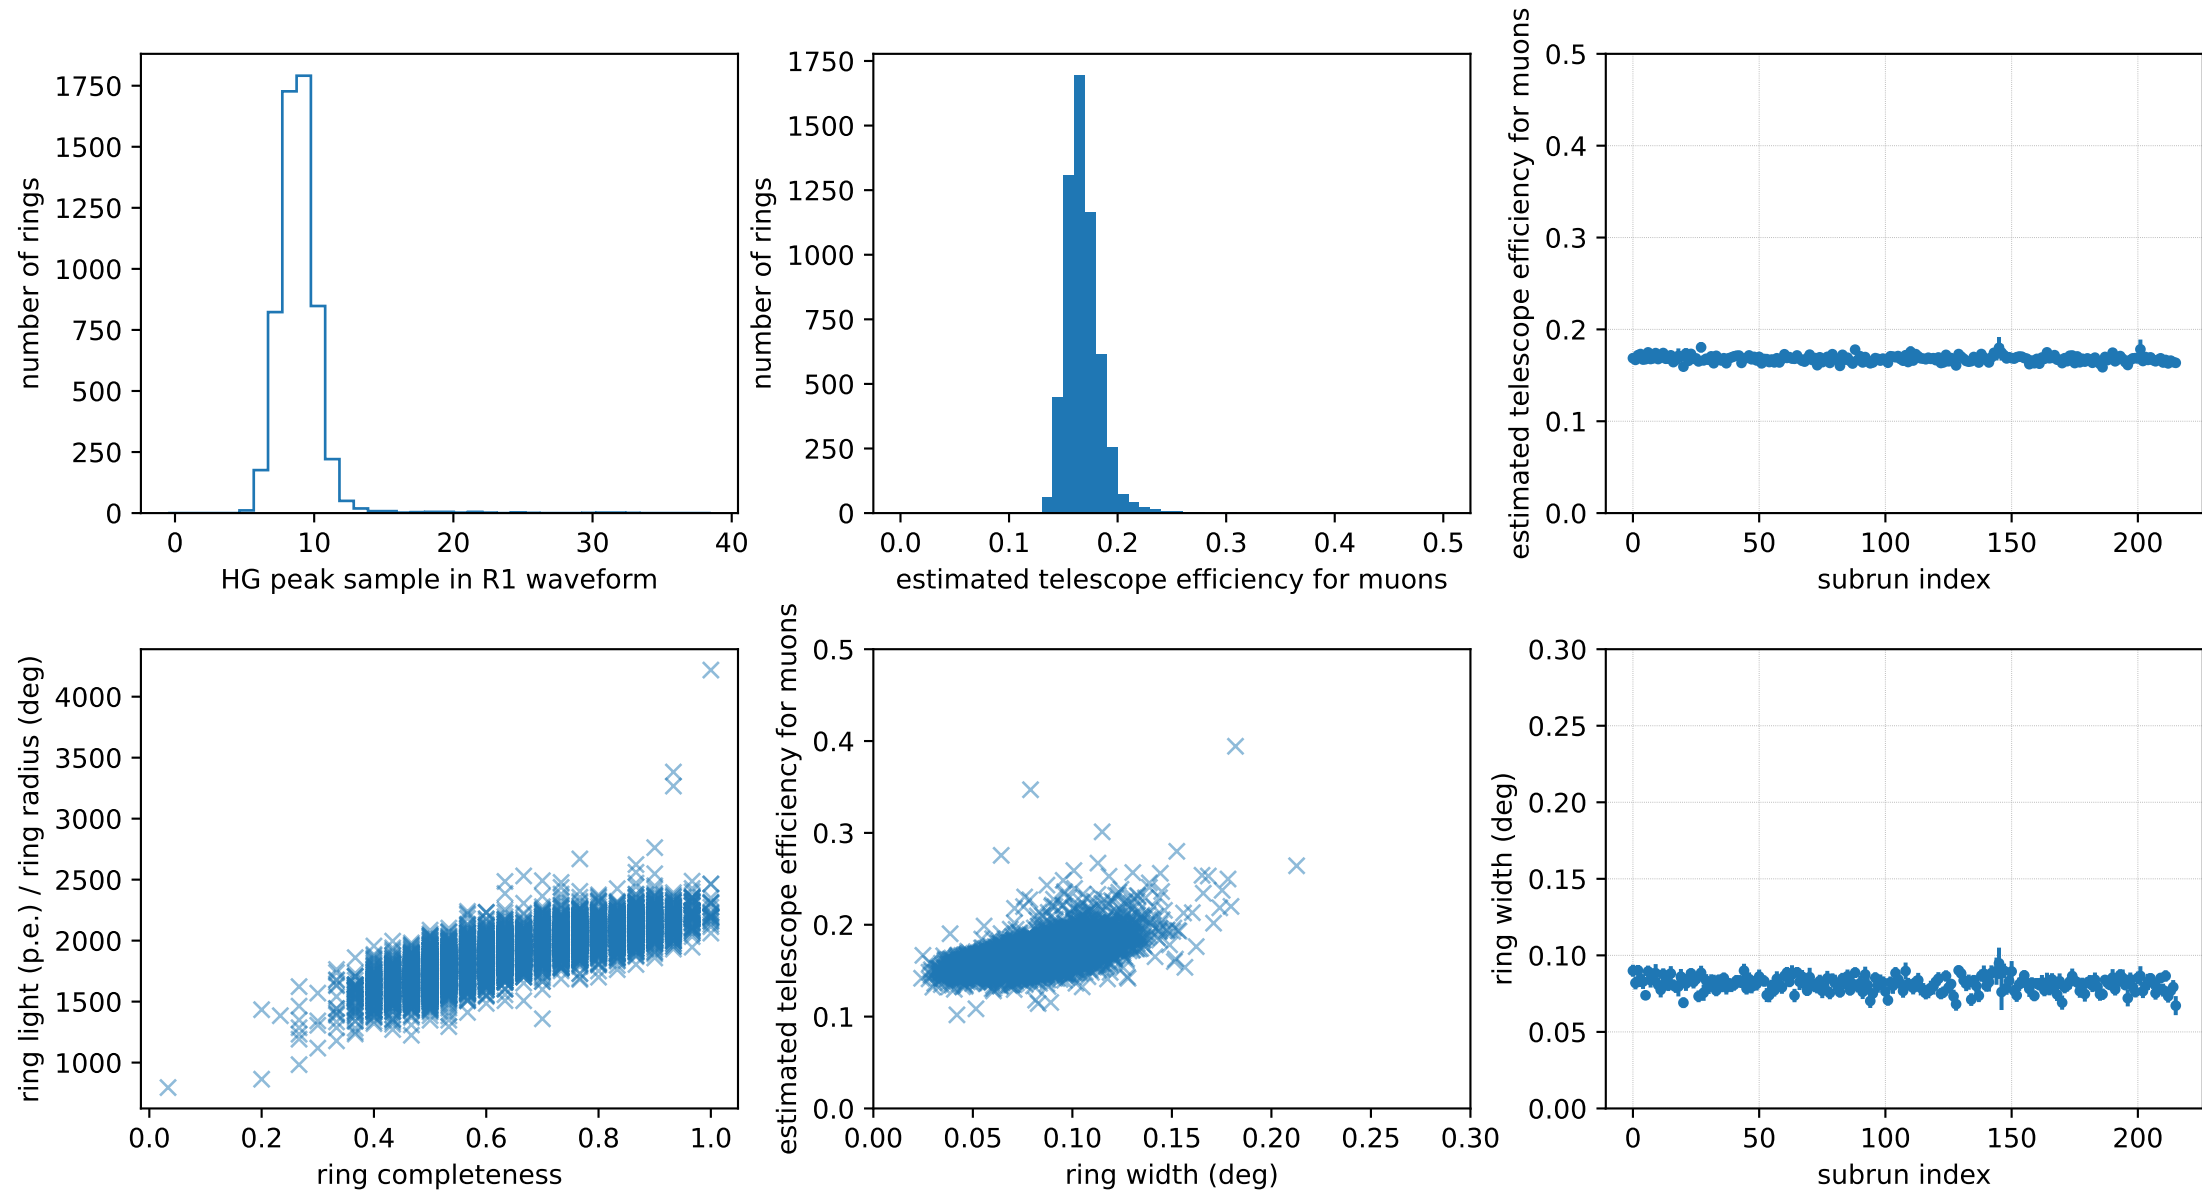 number of rings
1750
1500
1250
1000
750
500
250
0
0 10 20 30 40
HG peak sample in R1 waveform
number of rings
1750
1500
1250
1000
750
500
250
0
0.0 0.1 0.2 0.3 0.4 0.5
estimated telescope efficiency for muons
estimated telescope efficiency for muons
0.5
0.4
0.3
0.2
0.1
0.0
0 50 100 150 200
subrun index
ring light (p.e.) / ring radius (deg)
4000
3500
3000
2500
2000
1500
1000
0.0 0.2 0.4 0.6 0.8 1.0
ring completeness
estimated telescope efficiency for muons
0.5
0.4
0.3
0.2
0.1
0.0
0.00 0.05 0.10 0.15 0.20 0.25 0.30
ring width (deg)
ring width (deg)
0.30
0.25
0.20
0.15
0.10
0.05
0.00
0 50 100 150 200
subrun index